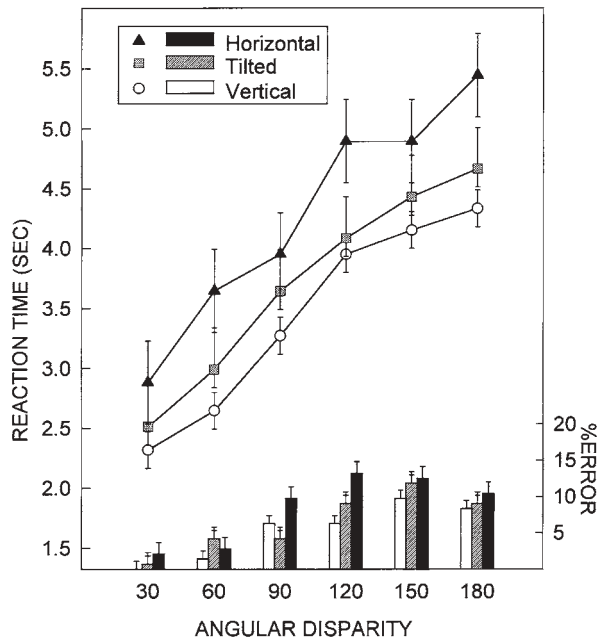 Horizontal
Tilted
Vertical
REACTION TIME (SEC)
5.5
5.0
4.5
4.0
3.5
3.0
2.5
2.0
1.5
%ERROR
20
15
10
5
30 60 90 120 150 180
ANGULAR DISPARITY